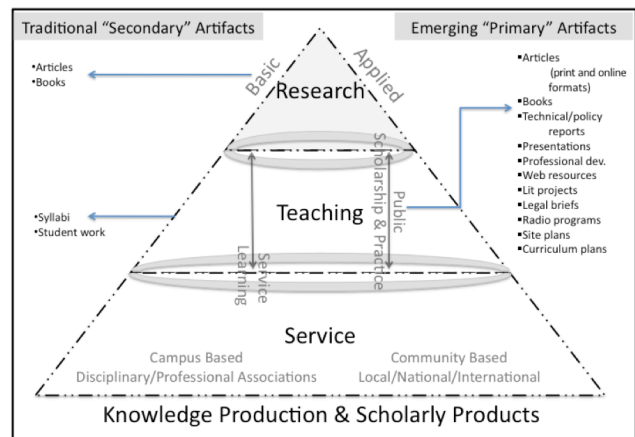 Traditional “Secondary” Artifacts
Emerging “Primary” Artifacts
•Articles
•Books
Basic
Applied
Research
▪Articles
(print and online
formats)
▪Books
▪Technical/policy
reports
▪Presentations
▪Professional dev.
▪Web resources
▪Lit projects
▪Legal briefs
▪Radio programs
▪Site plans
▪Curriculum plans
•Syllabi
•Student work
Teaching
Public
Scholarship & Practice
Service
Learning
Service
Campus Based
Disciplinary/Professional Associations
Community Based
Local/National/International
Knowledge Production & Scholarly Products